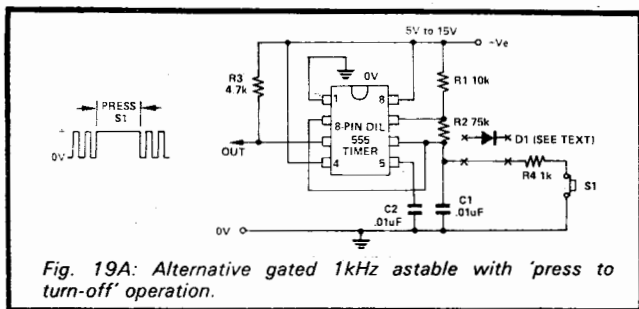 5V to 15V
-Ve
R3
4.7k
0V
R1 10k
PRESS
S1
1
8
8-PIN DIL
R2 75k
+
0V
OUT
555
TIMER
D1 (SEE TEXT)
4
5
R4 1k
S1
C2
.01uF
C1
.01uF
0V
Fig. 19A: Alternative gated 1kHz astable with 'press to
turn-off' operation.